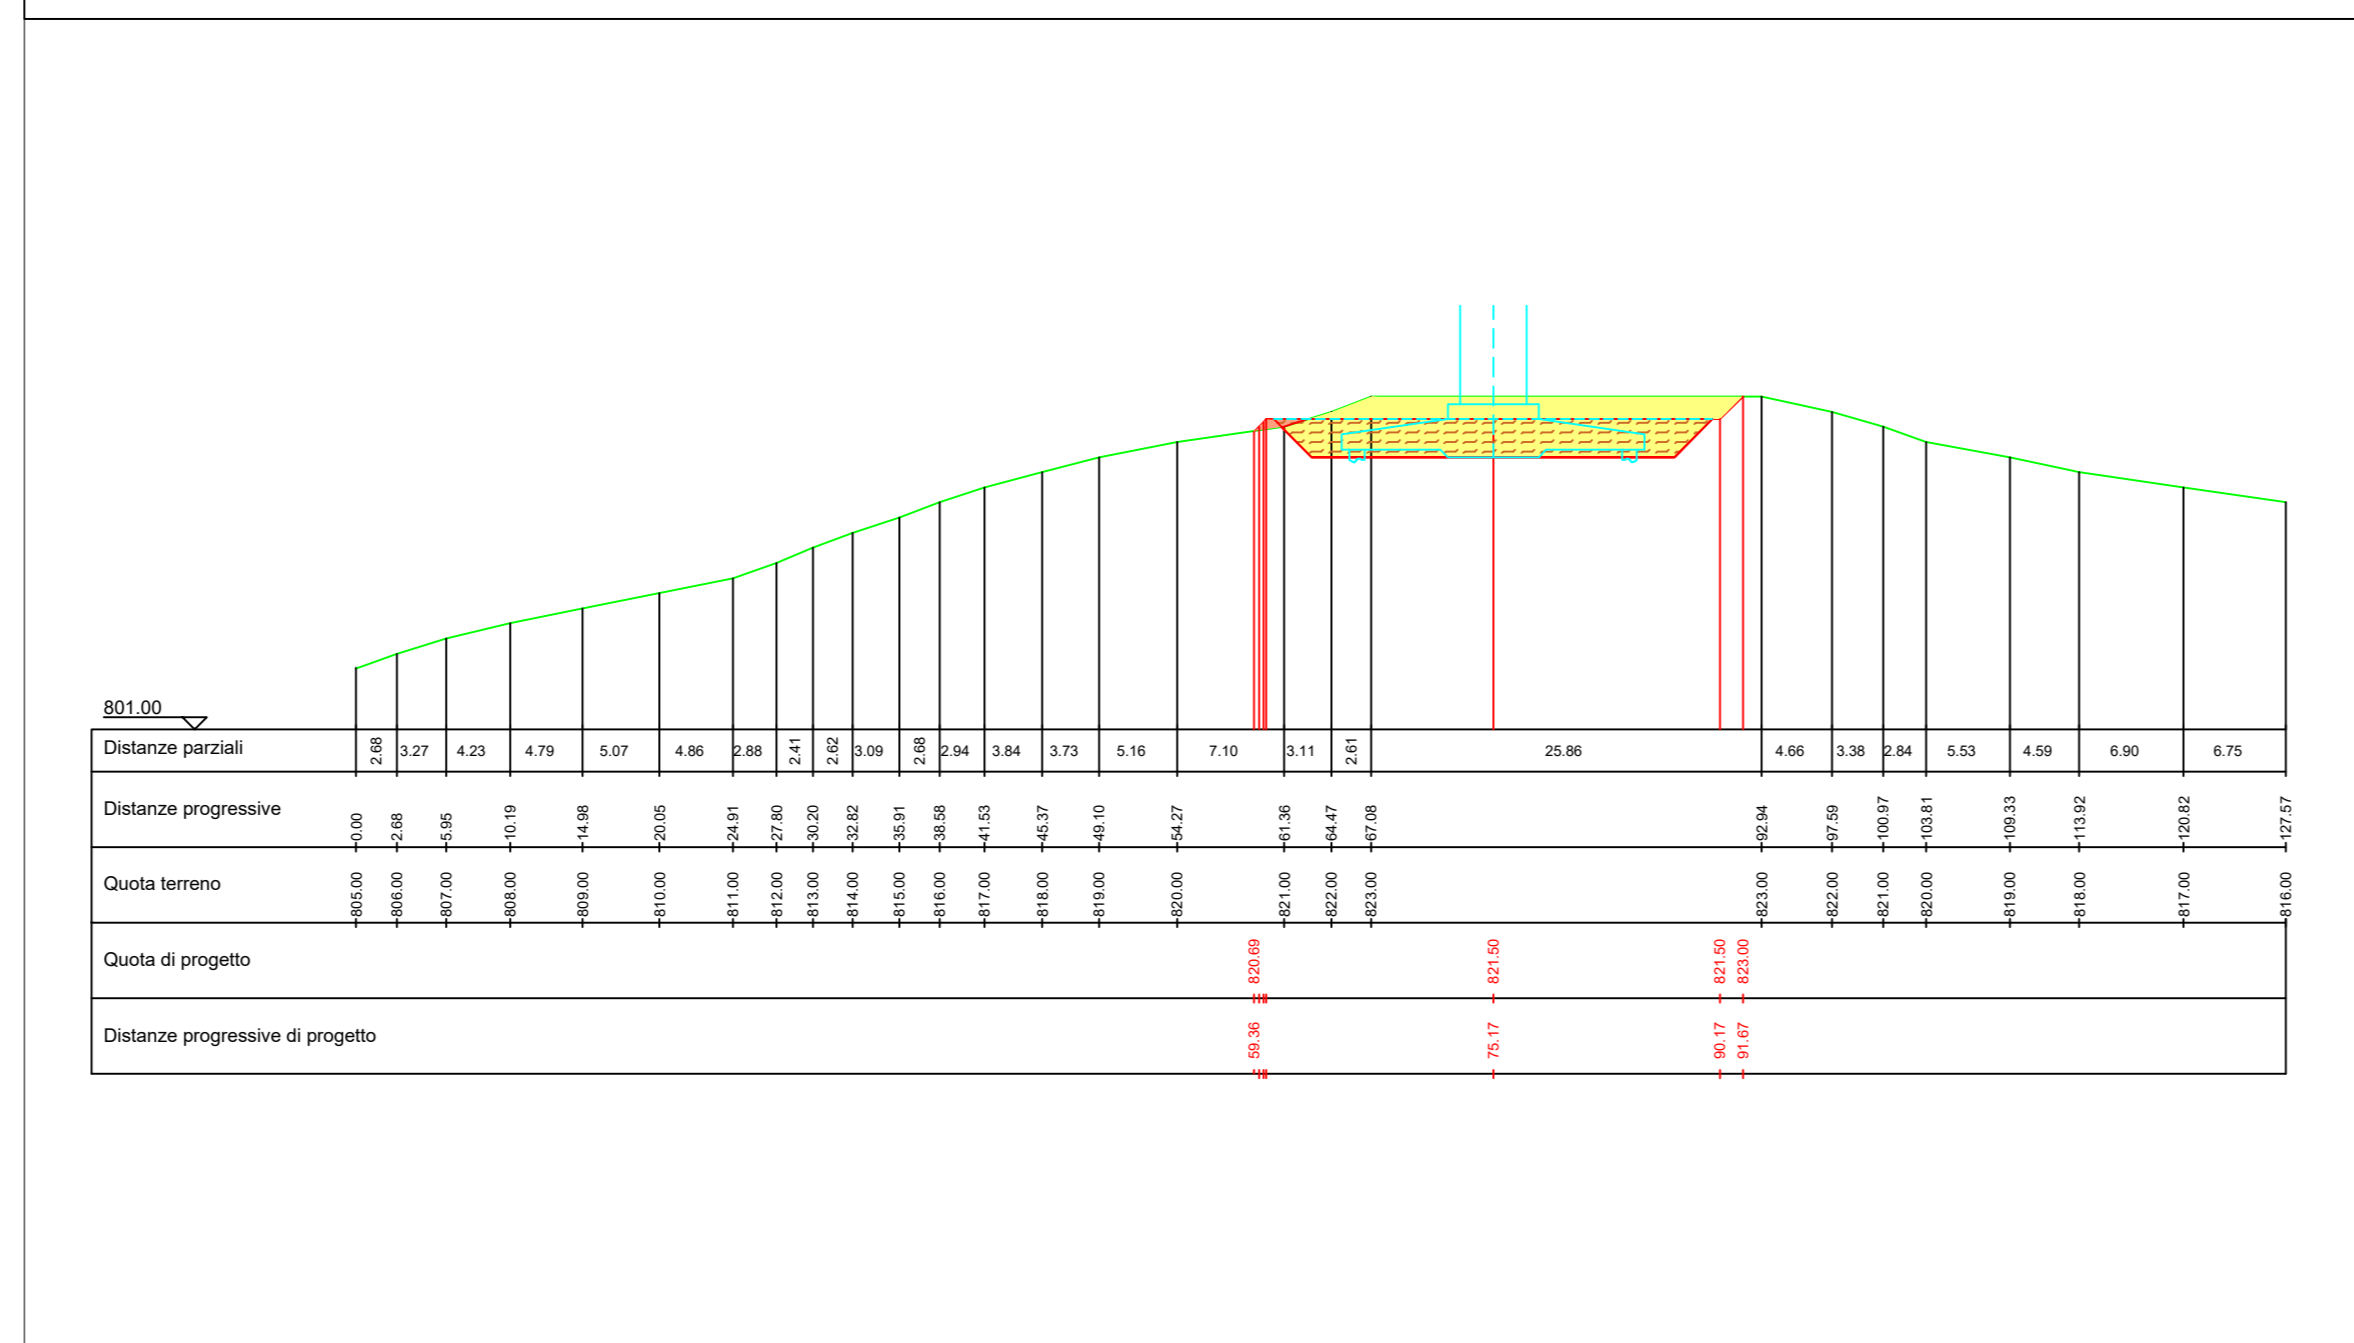 801.00
Distanze parziali 2.68 3.27 4.23 4.79 5.07 4.86 2.88 2.41 2.62 3.09 2.68 2.94 3.84 3.73 5.16 7.10 3.11 2.61 25.86 4.66 3.38 2.84 5.53 4.59 6.90 6.75
Distanze progressive 0.00 2.68 5.95 10.19 14.98 20.05 24.91 27.80 30.20 32.82 35.91 38.58 41.53 45.37 49.10 54.27 61.36 64.47 67.08 92.94 97.59 100.97 103.81 109.33 113.92 120.82 127.57
Quota terreno 805.00 806.00 807.00 808.00 809.00 810.00 811.00 812.00 813.00 814.00 815.00 816.00 817.00 818.00 819.00 820.00 821.00 822.00 823.00 823.00 822.00 821.00 820.00 819.00 818.00 817.00 816.00
Quota di progetto 820.69 821.50 821.50 823.00
Distanze progressive di progetto 59.36 75.17 90.17 91.67